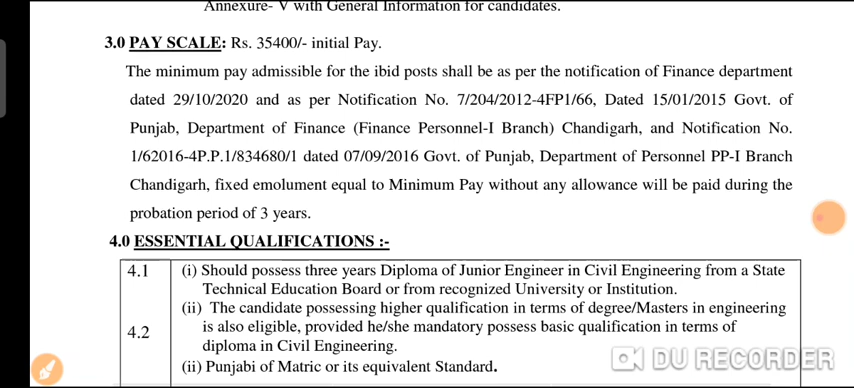 Annexure- V with General Information for candidates.
3.0 PAY SCALE: Rs. 35400/- initial Pay.
The minimum pay admissible for the ibid posts shall be as per the notification of Finance department
dated 29/10/2020 and as per Notification No. 7/204/2012-4FP1/66, Dated 15/01/2015 Govt. of
Punjab, Department of Finance (Finance Personnel-I Branch) Chandigarh, and Notification No.
1/62016-4P.P.1/834680/1 dated 07/09/2016 Govt. of Punjab, Department of Personnel PP-I Branch
Chandigarh, fixed emolument equal to Minimum Pay without any allowance will be paid during the
probation period of 3 years.
4.0 ESSENTIAL QUALIFICATIONS :-
4.1 (i) Should possess three years Diploma of Junior Engineer in Civil Engineering from a State
Technical Education Board or from recognized University or Institution.
(ii) The candidate possessing higher qualification in terms of degree/Masters in engineering
4.2 is also eligible, provided he/she mandatory possess basic qualification in terms of
diploma in Civil Engineering.
(ii) Punjabi of Matric or its equivalent Standard.
DU RECORDER